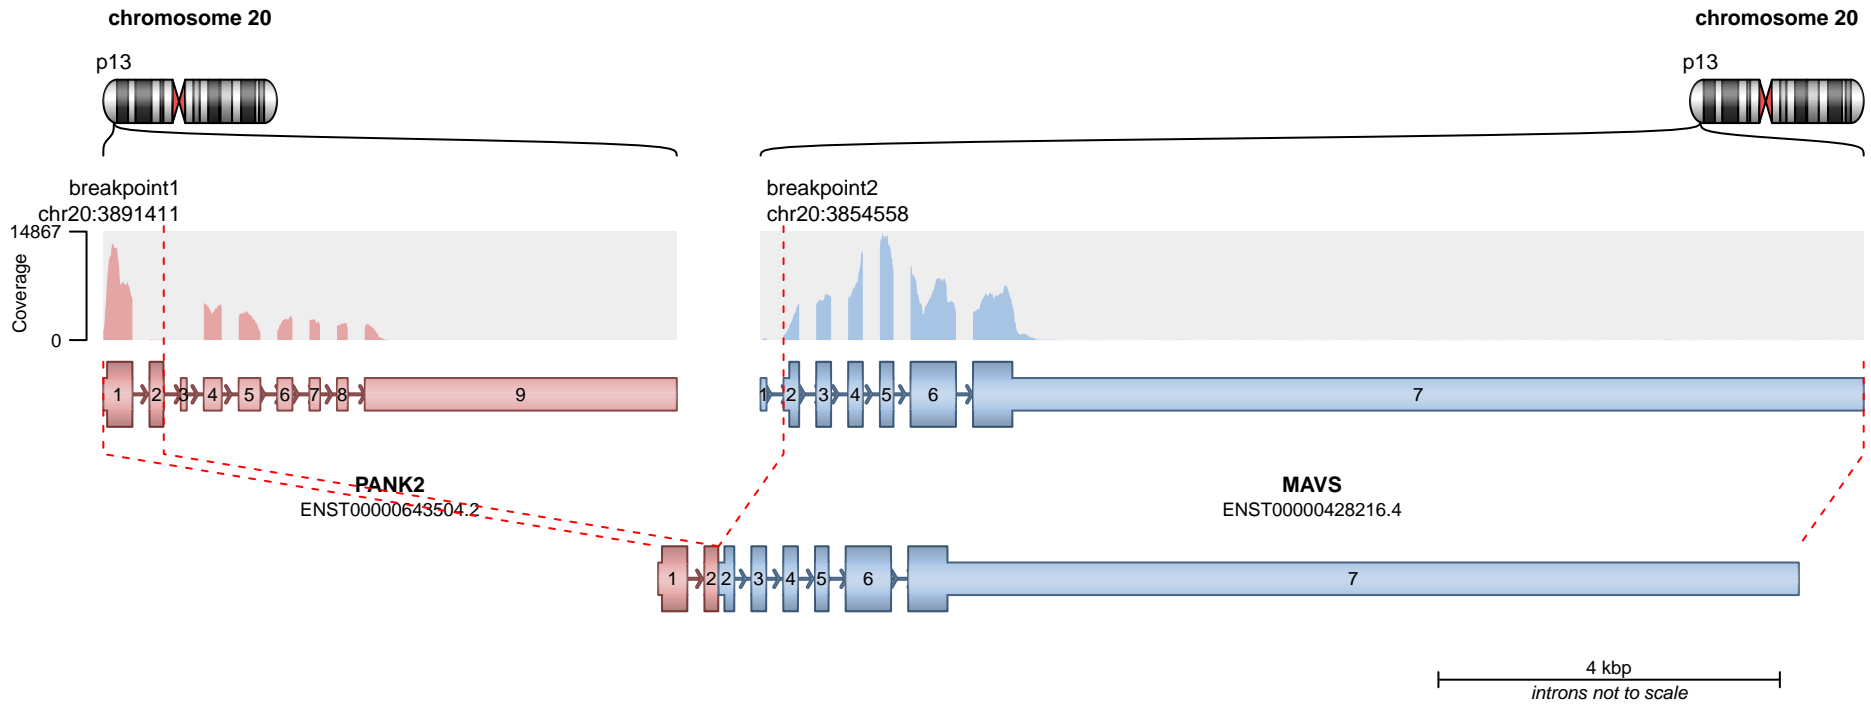 chromosome 20
chromosome 20
p13
p13
breakpoint1
chr20:3891411
breakpoint2
chr20:3854558
14867
Coverage
0
1 2 3 4 5 6 7 8 9
1 2 3 4 5 6 7
PANK2
ENST00000643504.2
MAVS
ENST00000428216.4
1 2 2 3 4 5 6 7
4 kbp
introns not to scale